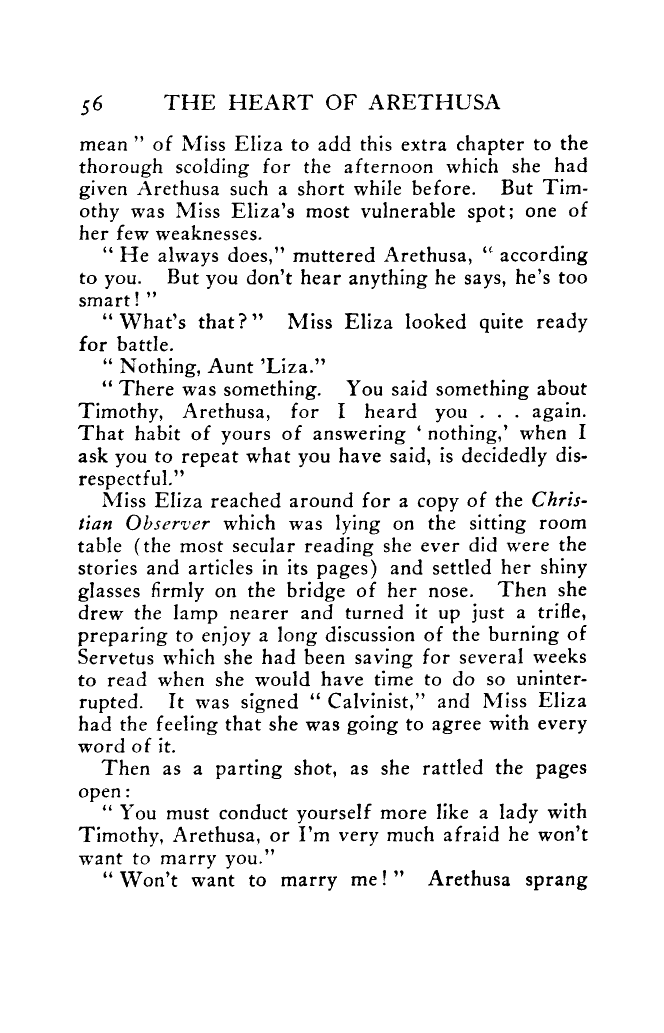 56 THE HEART OF ARETHUSA
mean ” of Miss Eliza to add this extra chapter to the
thorough scolding for the afternoon which she had
given Arethusa such a short while before. But Tim-
othy was Miss Eliza’s most vulnerable spot; one of
her few weaknesses.
“ He always does,” muttered Arethusa, “ according
to you. But you don’t hear anything he says, he’s too
smart! ”
“ What’s that? ” Miss Eliza looked quite ready
for battle.
“ Nothing, Aunt ’Liza.”
“ There was something. You said something about
Timothy, Arethusa, for I heard you . . . again.
That habit of yours of answering ‘ nothing,’ when I
ask you to repeat what you have said, is decidedly dis-
respectful.”
Miss Eliza reached around for a copy of the Chris-
tian Observer which was lying on the sitting room
table (the most secular reading she ever did were the
stories and articles in its pages) and settled her shiny
glasses firmly on the bridge of her nose. Then she
drew the lamp nearer and turned it up just a trifle,
preparing to enjoy a long discussion of the burning of
Servetus which she had been saving for several weeks
to read when she would have time to do so uninter-
rupted. It was signed “ Calvinist,” and Miss Eliza
had the feeling that she was going to agree with every
word of it.
Then as a parting shot, as she rattled the pages
open:
“ You must conduct yourself more like a lady with
Timothy, Arethusa, or I’m very much afraid he won’t
want to marry you.”
“ Won’t want to marry me! ” Arethusa sprang